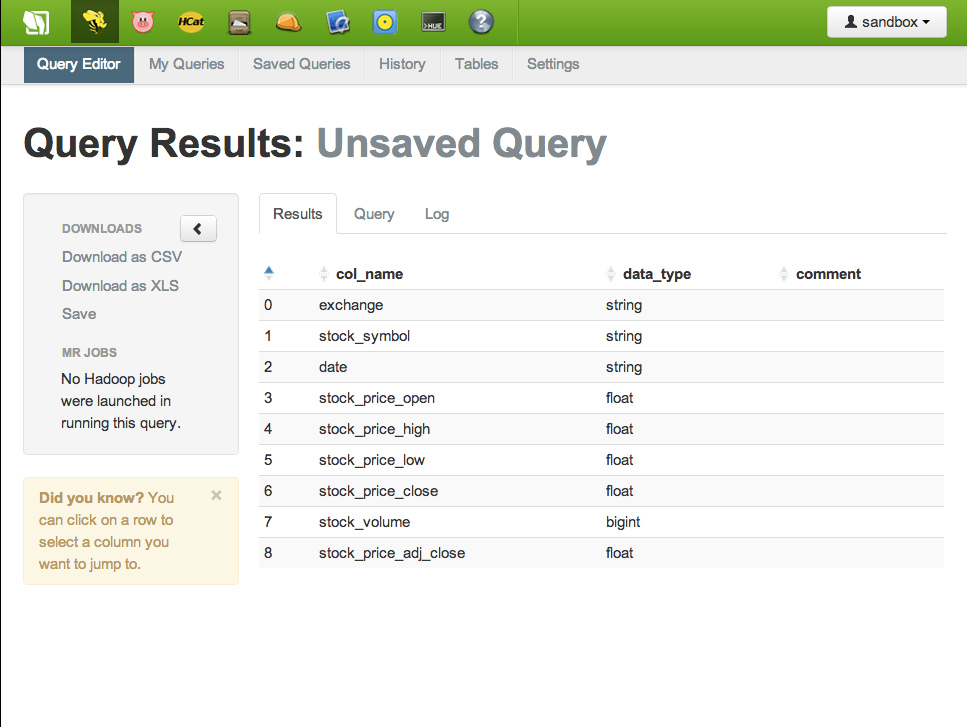 HCat
HUE
?
sandbox
Query Editor My Queries Saved Queries History Tables Settings
Query Results: Unsaved Query
DOWNLOADS
Download as CSV
Download as XLS
Save
MR JOBS
No Hadoop jobs
were launched in
running this query.
Did you know? You
can click on a row to
select a column you
want to jump to.
Results Query Log
col_name data_type comment
0 exchange string
1 stock_symbol string
2 date string
3 stock_price_open float
4 stock_price_high float
5 stock_price_low float
6 stock_price_close float
7 stock_volume bigint
8 stock_price_adj_close float